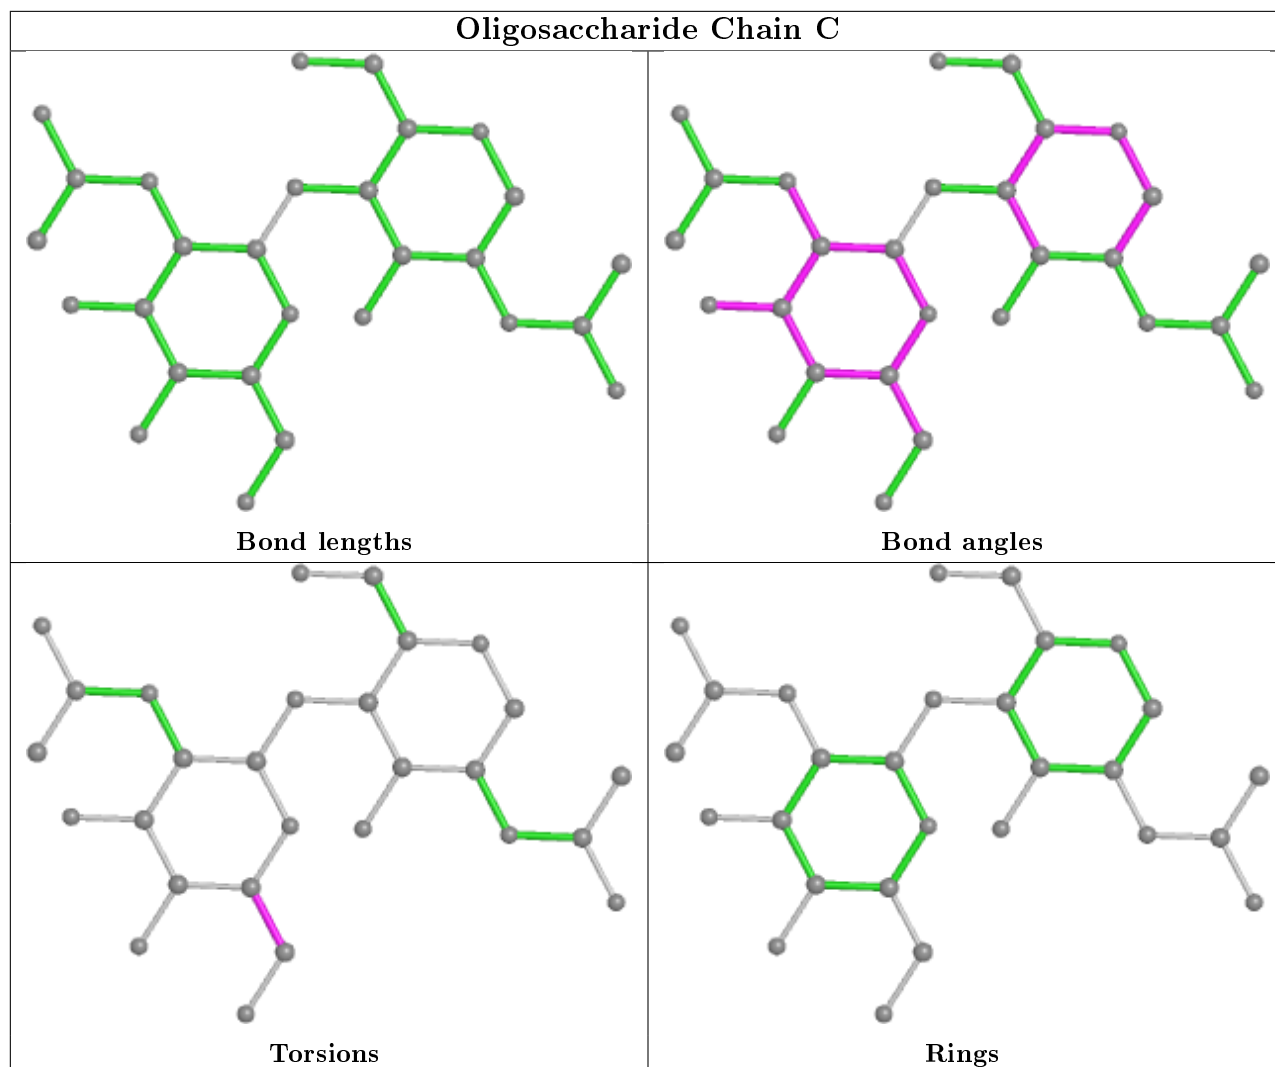 Oligosaccharide Chain C
Bond lengths
Bond angles
Torsions
Rings